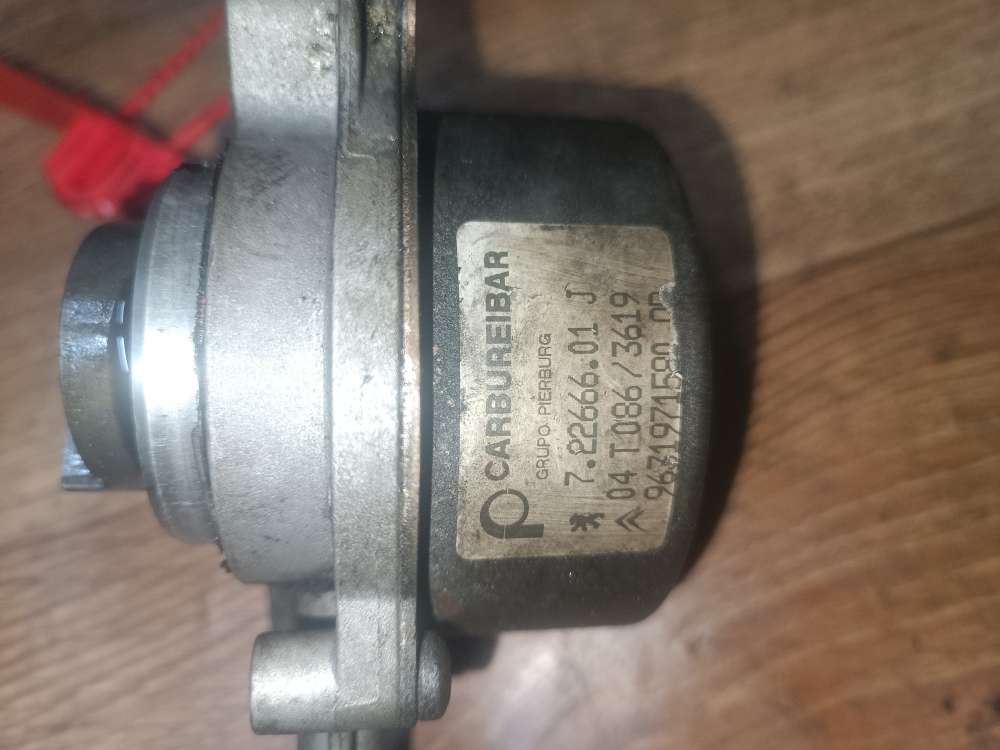 CARBUREIBAR
GRUPO PIERBURG
7.22666.01 J
04 T086/3619
9631971580